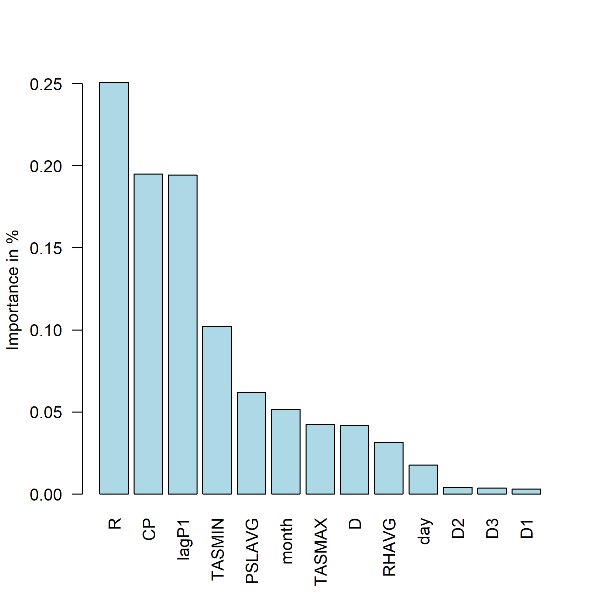 Importance in %
0.25
0.20
0.15
0.10
0.05
0.00
R
CP
lagP1
TASMIN
PSLAVG
month
TASMAX
D
RHAVG
day
D2
D3
D1